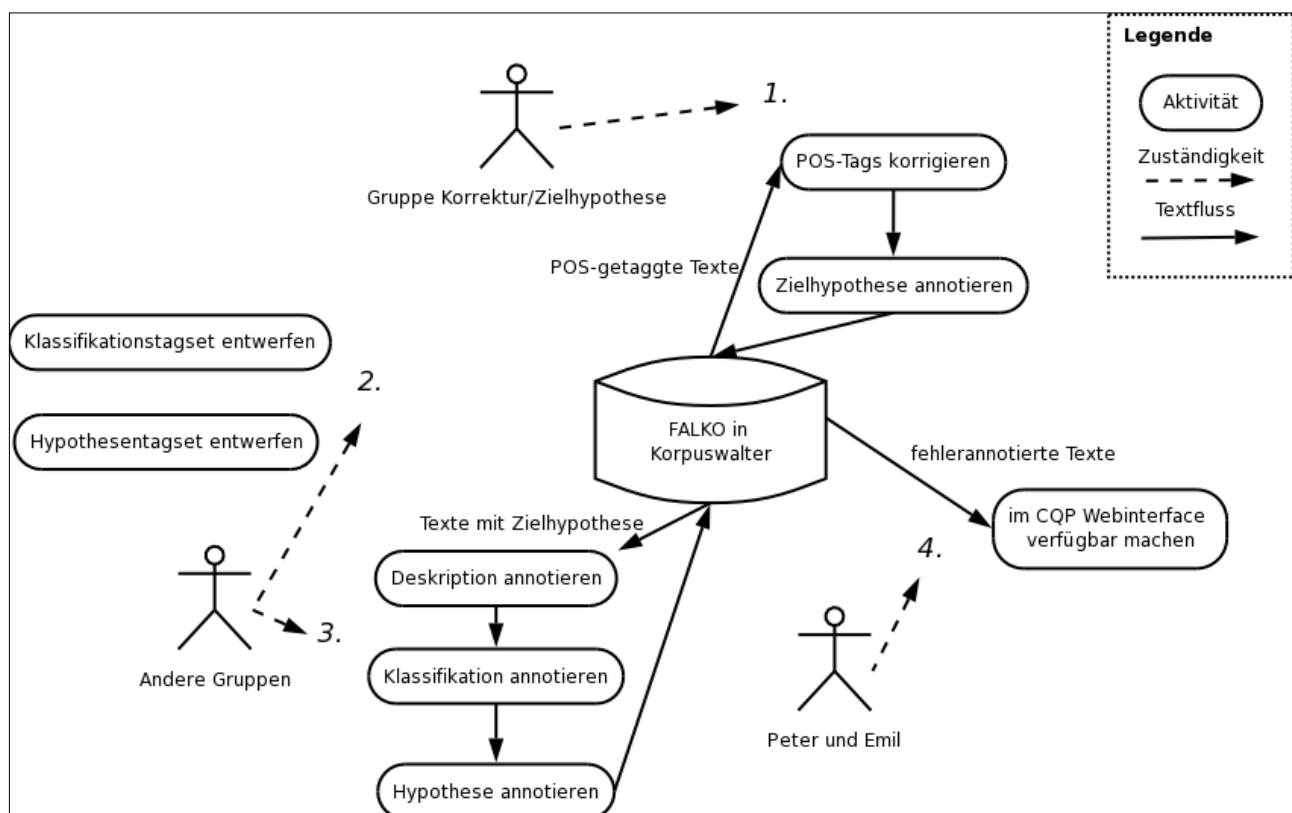 Legende
Aktivität
Zuständigkeit
Textfluss
1.
Gruppe Korrektur/Zielhypothese
POS-Tags korrigieren
POS-getaggte Texte
Zielhypothese annotieren
Klassifikationstagset entwerfen
2.
Hypothesentagset entwerfen
FALKO in
Korpuswalter
fehlerannotierte Texte
im CQP Webinterface
verfügbar machen
Texte mit Zielhypothese
Deskription annotieren
3.
Andere Gruppen
Klassifikation annotieren
Hypothese annotieren
4.
Peter und Emil